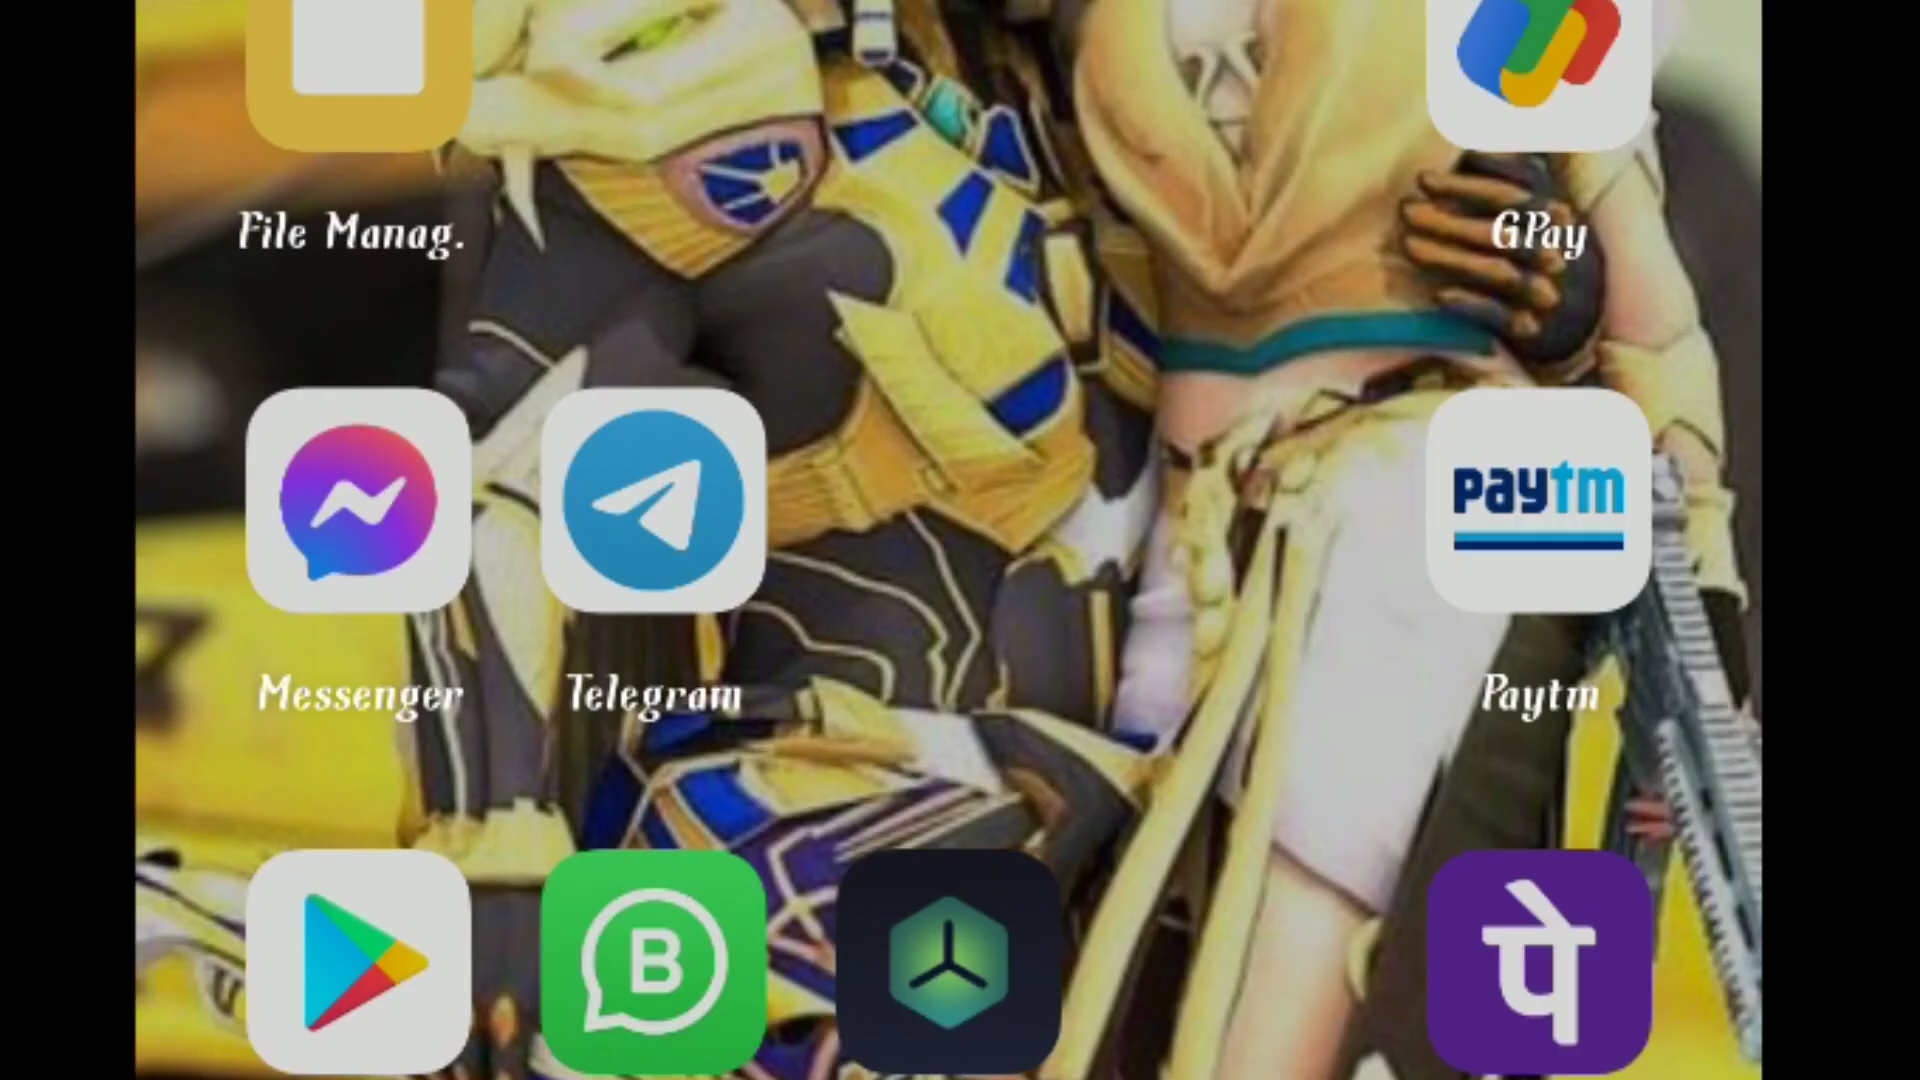 File Manag.
GPay
paytm
Messenger
Telegram
Paytm
B
पे